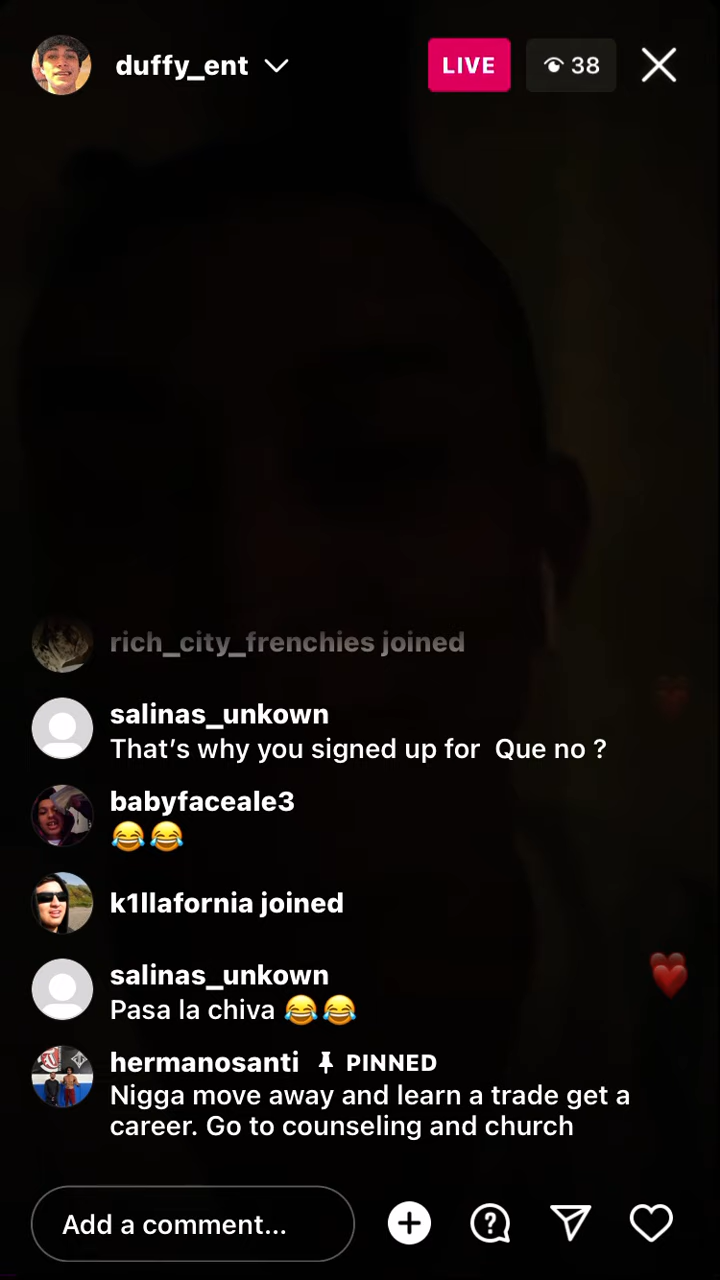 duffy_ent
LIVE
38
rich_city_frenchies joined
salinas_unkown
That’s why you signed up for  Que no ?
babyfaceale3
😂😂
k1llafornia joined
salinas_unkown
Pasa la chiva 😂😂
hermanosanti PINNED
Nigga move away and learn a trade get a
career. Go to counseling and church
Add a comment...